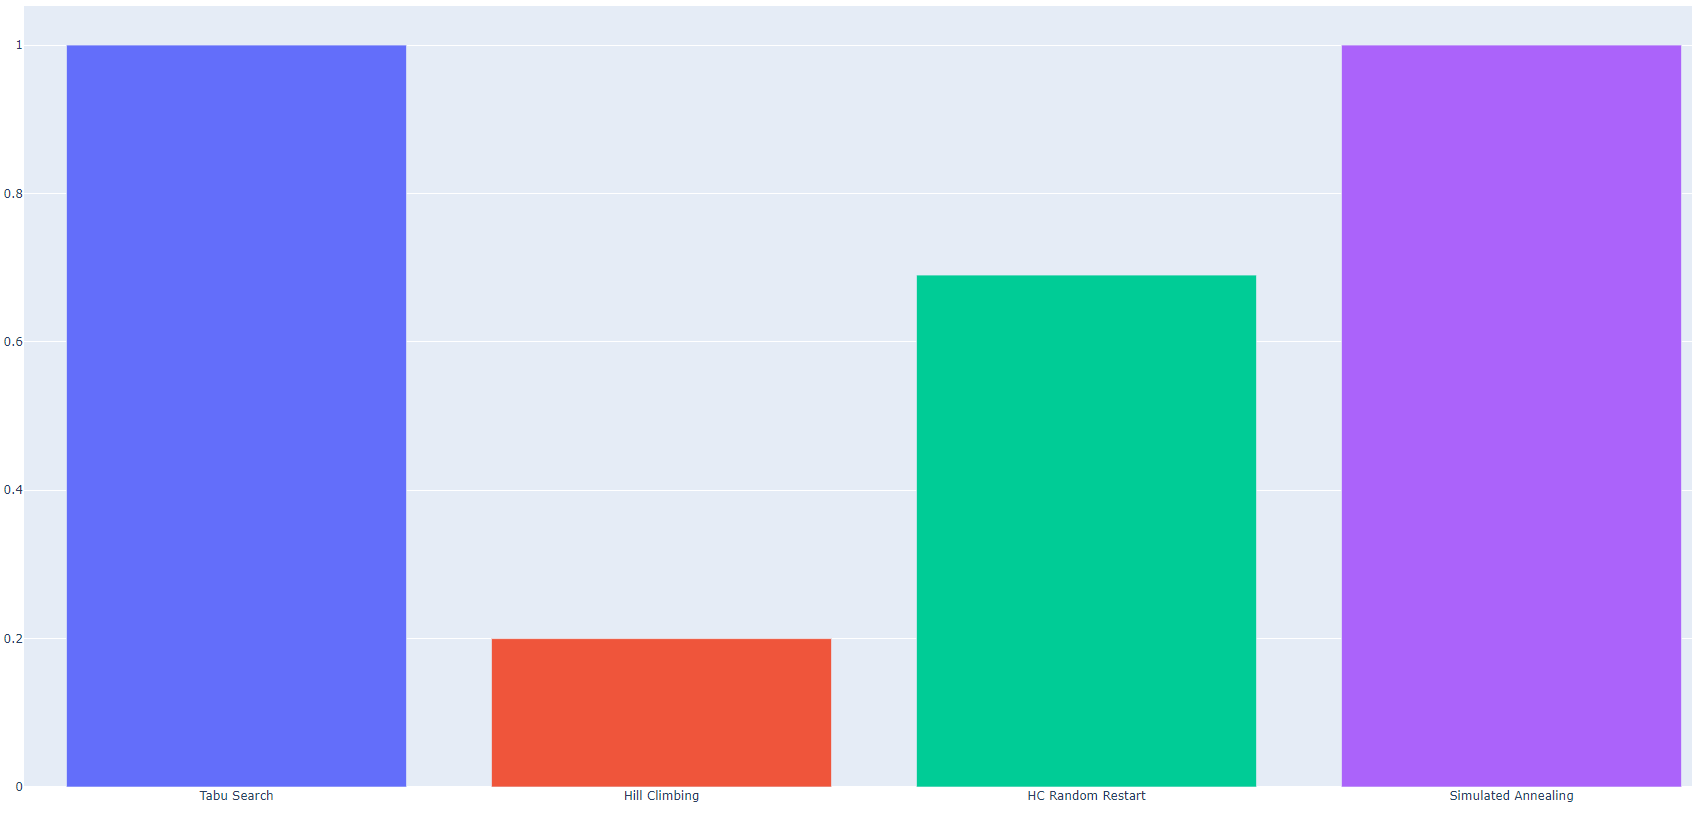 1
0.8
0.6
0.4
0.2
0
Tabu Search
Hill Climbing
HC Random Restart
Simulated Annealing